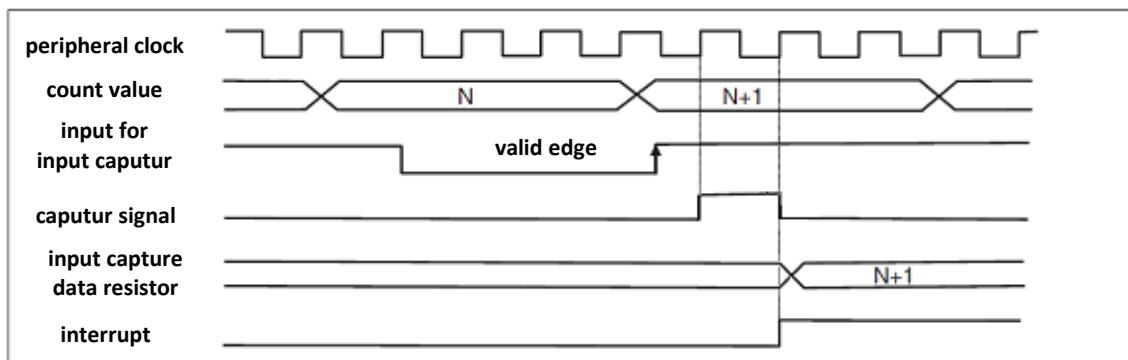 peripheral clock
count value
N
N+1
input for
input caputur
valid edge
caputur signal
input capture
data resistor
N+1
interrupt